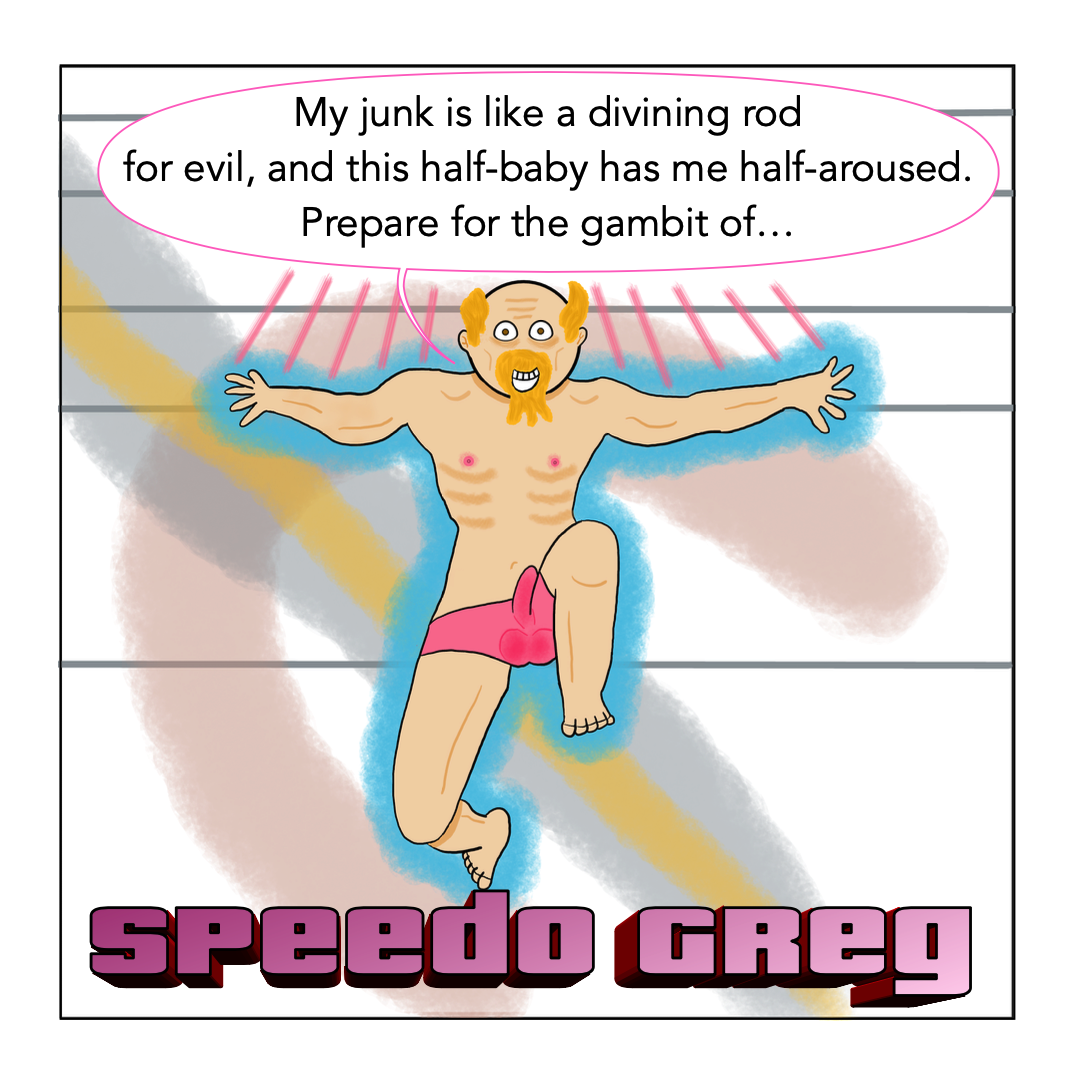 My junk is like a divining rod
for evil, and this half-baby has me half-aroused.
Prepare for the gambit of...
SPeedo GReg